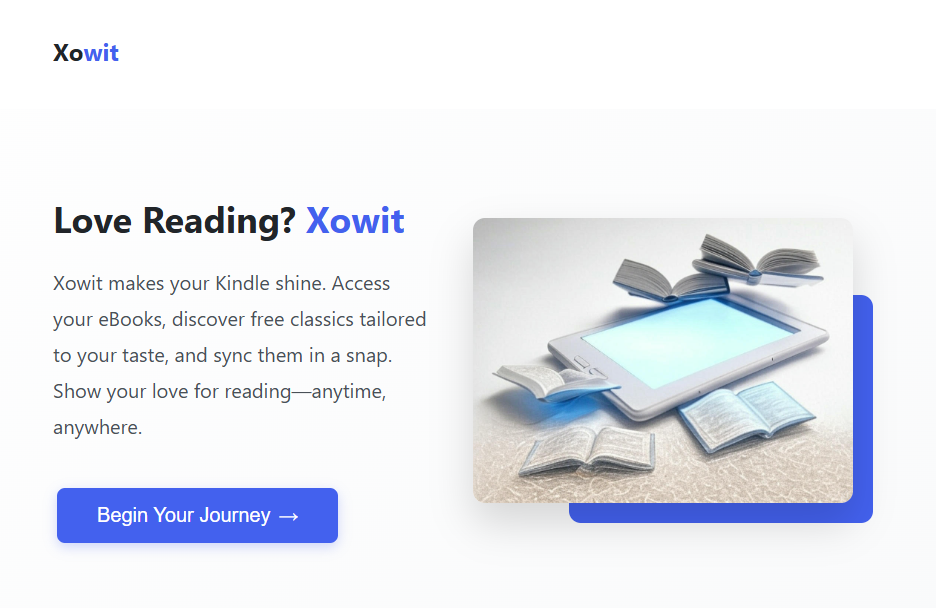 Xowit
Love Reading? Xowit
Xowit makes your Kindle shine. Access
your eBooks, discover free classics tailored
to your taste, and sync them in a snap.
Show your love for reading—anytime,
anywhere.
Begin Your Journey →